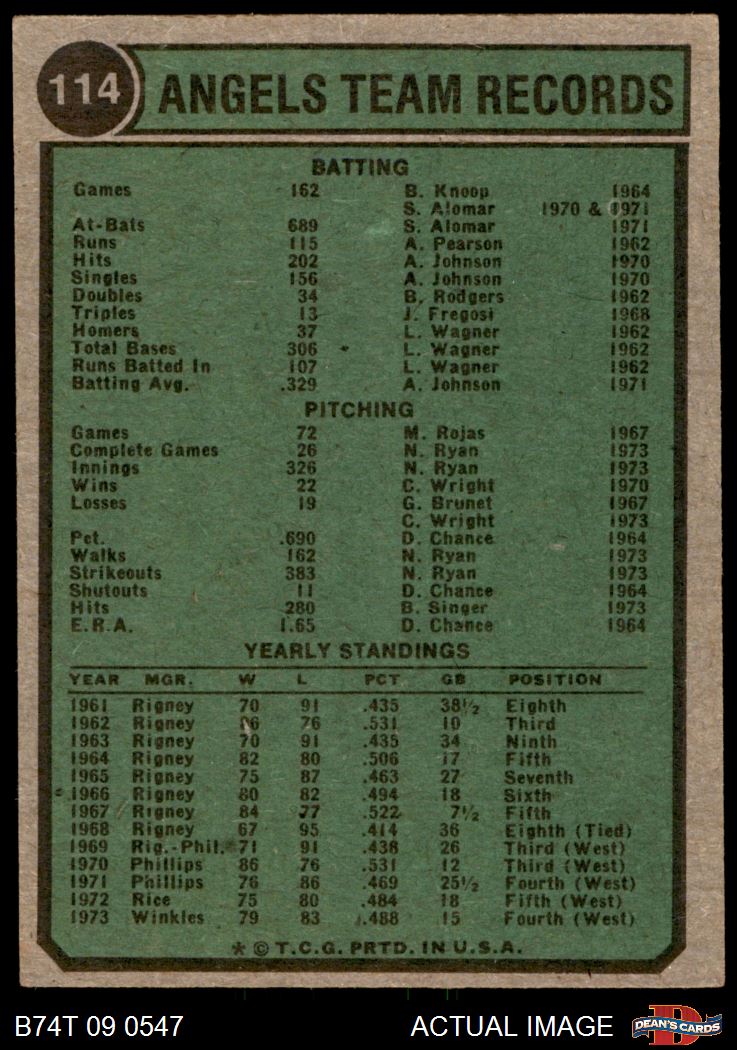 114 ANGELS TEAM RECORDS
BATTING
Games 162 B. Knoop 1964
S. Alomar 1970 & 1971
At-Bats 689 S. Alomar 1971
Runs 115 A. Pearson 1962
Hits 202 A. Johnson 1970
Singles 156 A. Johnson 1970
Doubles 34 B. Rodgers 1962
Triples 13 J. Fregosi 1968
Homers 37 L. Wagner 1962
Total Bases 306 L. Wagner 1962
Runs Batted In 107 L. Wagner 1962
Batting Avg. .329 A. Johnson 1971
PITCHING
Games 72 M. Rojas 1967
Complete Games 26 N. Ryan 1973
Innings 326 N. Ryan 1973
Wins 22 C. Wright 1970
Losses 19 G. Brunet 1967
C. Wright 1973
Pct. .690 D. Chance 1964
Walks 162 N. Ryan 1973
Strikeouts 383 N. Ryan 1973
Shutouts 11 D. Chance 1964
Hits 280 B. Singer 1973
E.R.A. 1.65 D. Chance 1964
YEARLY STANDINGS
YEAR MGR. W L PCT GB POSITION
1961 Rigney 70 91 .435 38½ Eighth
1962 Rigney 86 76 .531 10 Third
1963 Rigney 70 91 .435 34 Ninth
1964 Rigney 82 80 .506 17 Fifth
1965 Rigney 75 87 .463 27 Seventh
1966 Rigney 80 82 .494 18 Sixth
1967 Rigney 84 77 .522 7½ Fifth
1968 Rigney 67 95 .414 36 Eighth (Tied)
1969 Rig.-Phil. 71 91 .438 26 Third (West)
1970 Phillips 86 76 .531 12 Third (West)
1971 Phillips 76 86 .469 25½ Fourth (West)
1972 Rice 75 80 .484 18 Fifth (West)
1973 Winkles 79 83 .488 15 Fourth (West)
* © T.C.G. PRTD. IN U.S.A.
B74T 09 0547 ACTUAL IMAGE DEAN'S CARDS